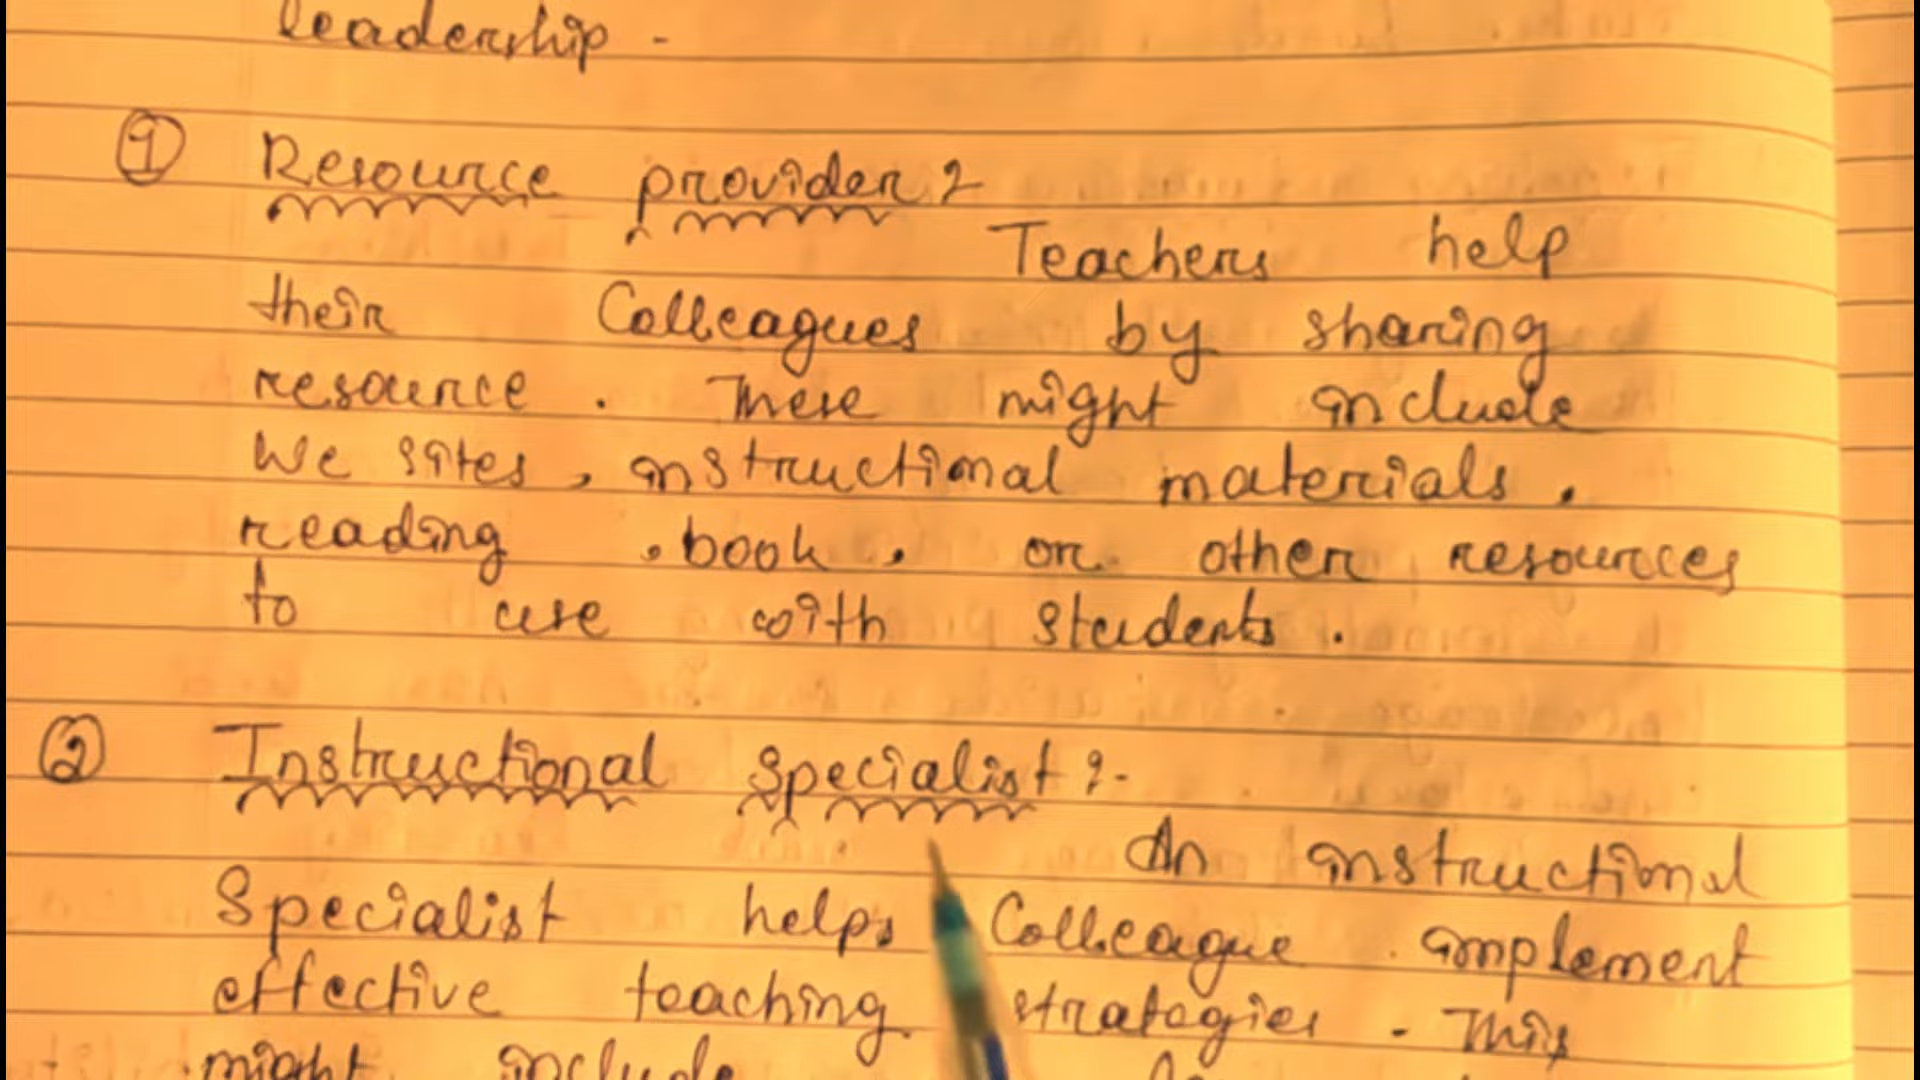 leadership -
① Resource provider :-
Teachers help
their Colleagues by sharing
resource . These might include
We sites , instructional materials ,
reading , book , or other resources
to use with students .
② Instructional specialist :-
An instructional
Specialist helps Colleague implement
effective teaching strategies . This
might include